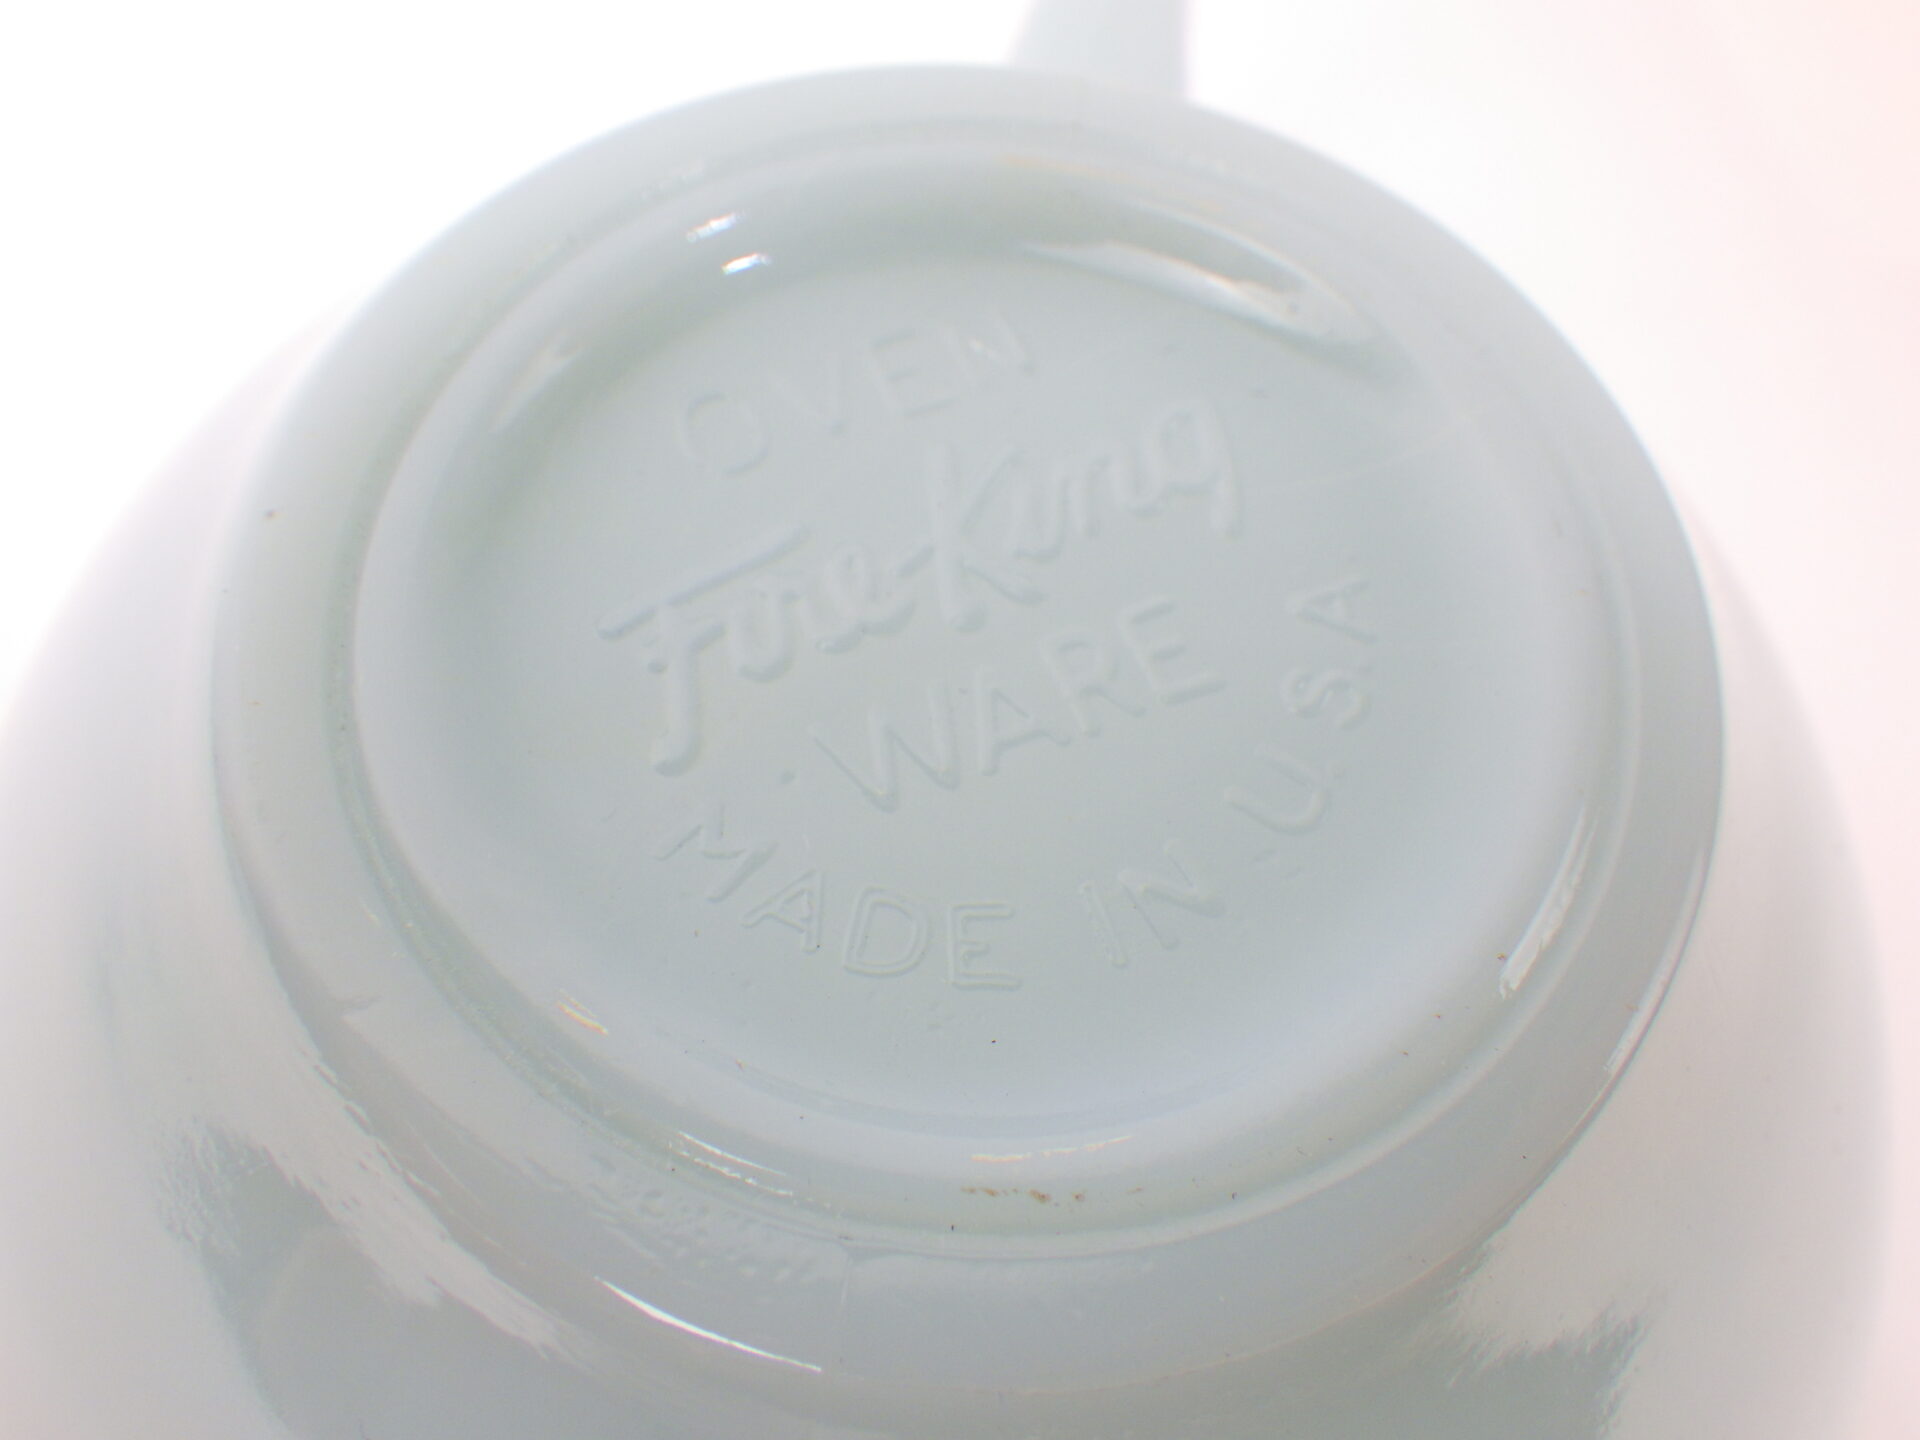 OVEN
Fire-King
WARE
MADE IN U.S.A